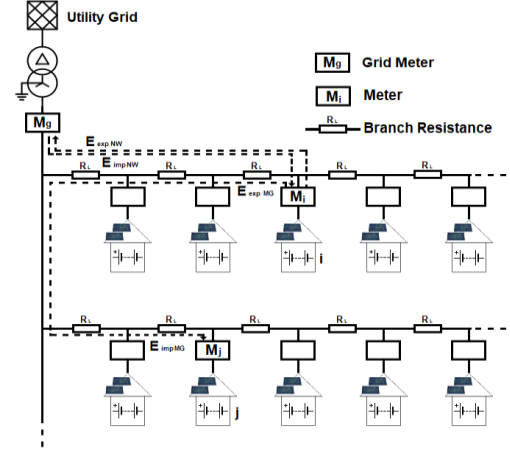 Utility Grid
Mg Grid Meter
Mi Meter
RL Branch Resistance
Mg
E exp NW
E imp NW
RL RL RL RL RL
E exp MG
Mi
+ - + - + - + - + -
i
RL RL RL RL RL
E imp MG
Mj
+ - + - + - + - + -
j